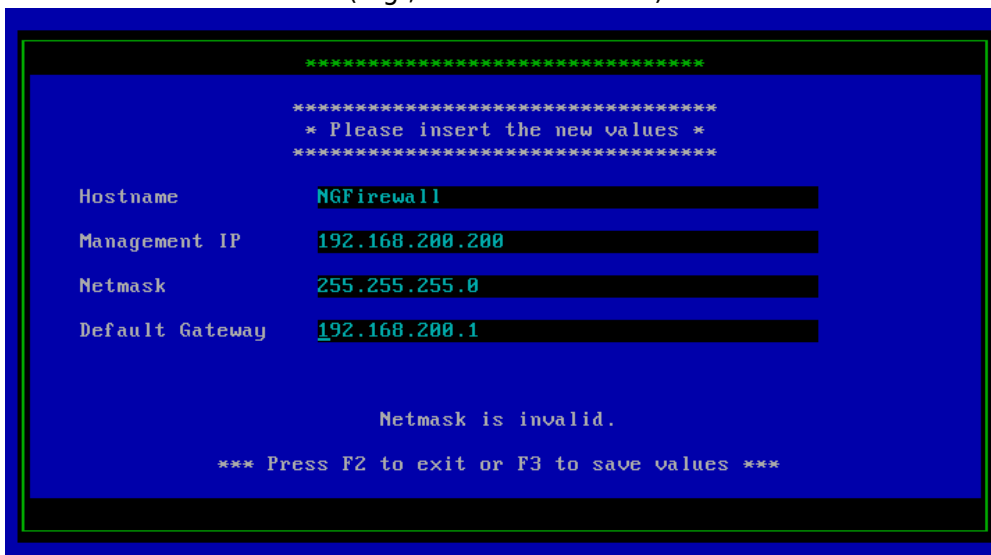 ********************************
**********************************
* Please insert the new values *
**********************************
Hostname NGFirewall
Management IP 192.168.200.200
Netmask 255.255.255.0
Default Gateway 192.168.200.1
Netmask is invalid.
*** Press F2 to exit or F3 to save values ***